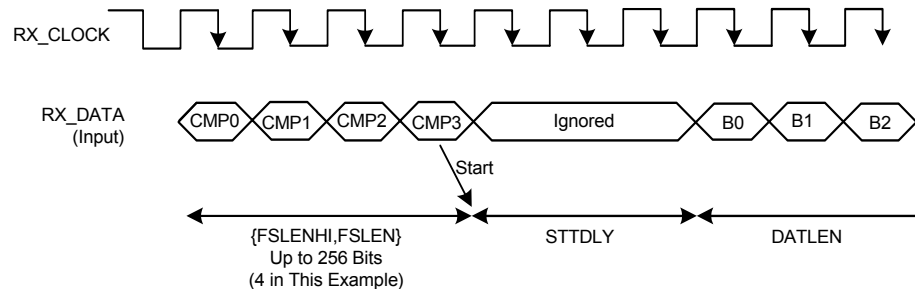 RX_CLOCK
RX_DATA
(Input)
CMP0 CMP1 CMP2 CMP3 Ignored B0 B1 B2
Start
{FSLENHI,FSLEN} STTDLY DATLEN
Up to 256 Bits
(4 in This Example)